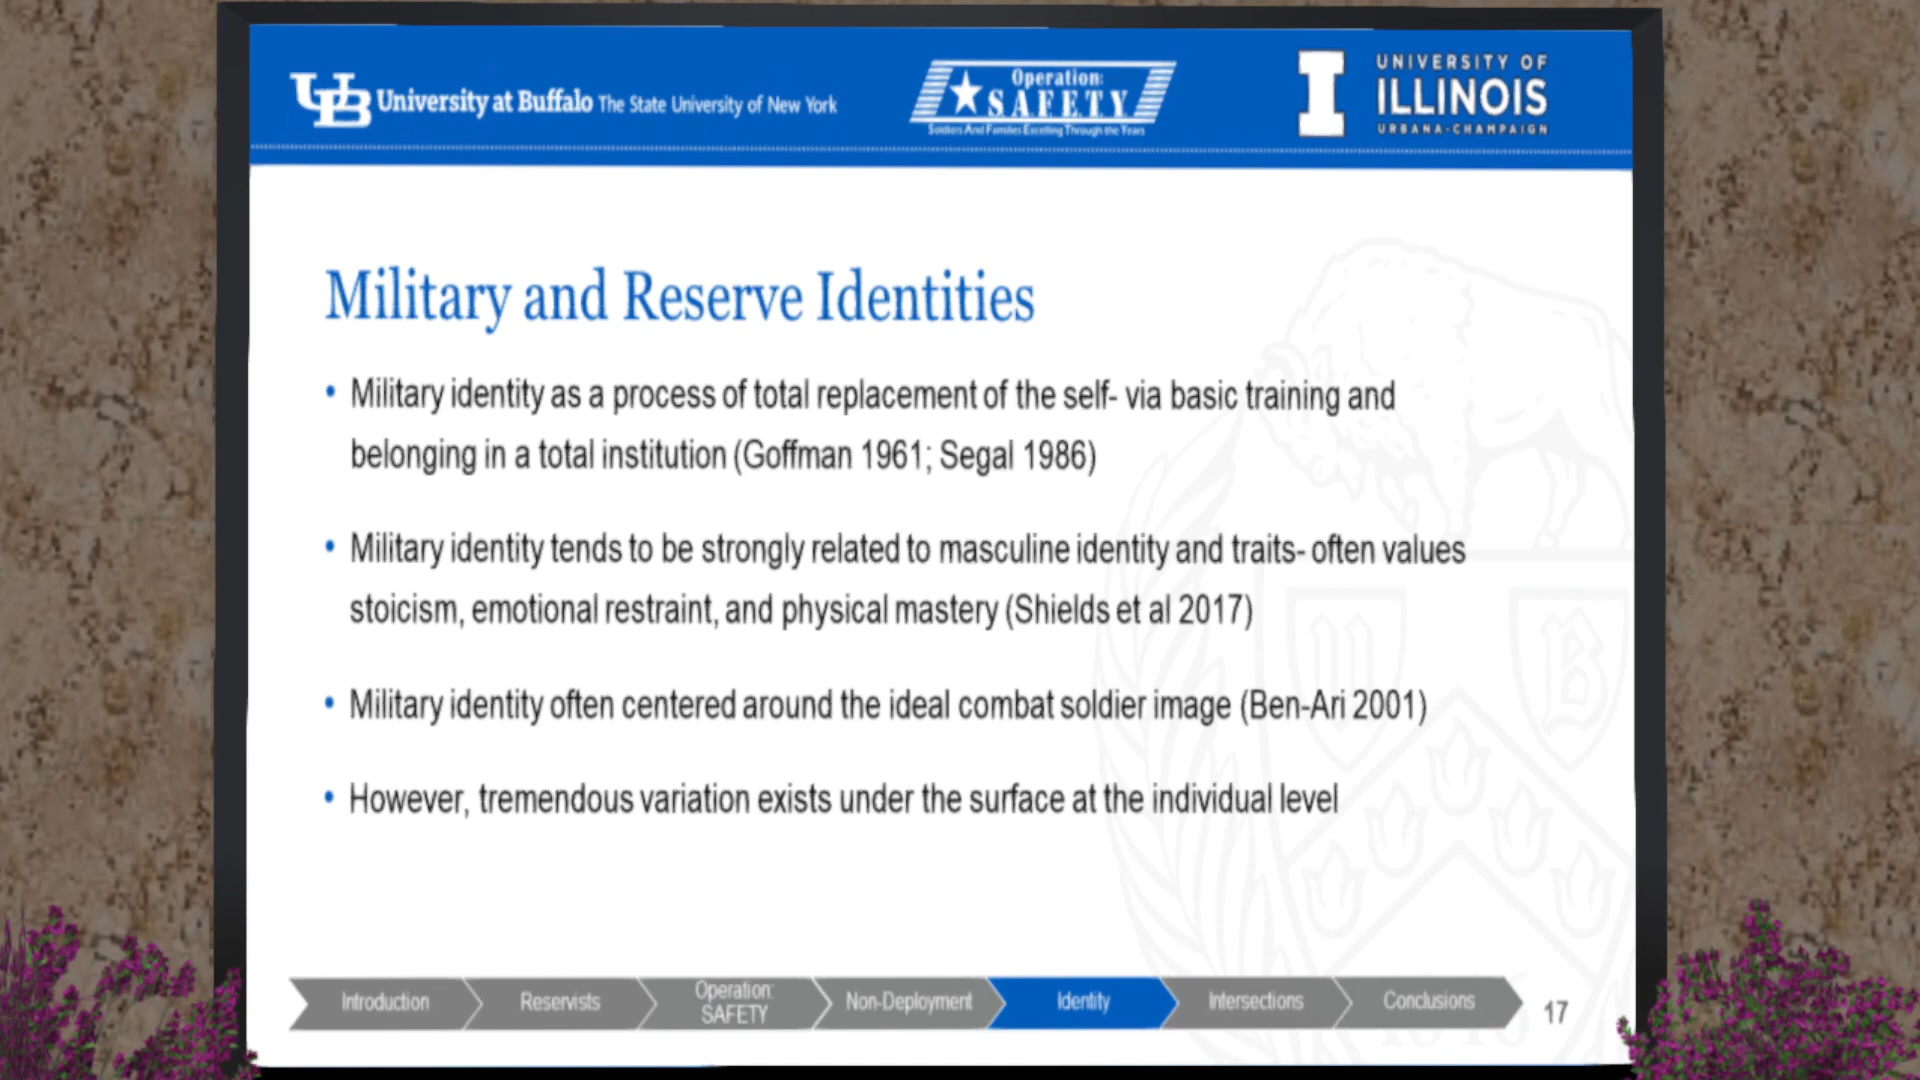 UB University at Buffalo The State University of New York
Operation:
SAFETY
Soldiers And Families Excelling Through the Years
I UNIVERSITY OF
ILLINOIS
URBANA-CHAMPAIGN
Military and Reserve Identities
• Military identity as a process of total replacement of the self- via basic training and
belonging in a total institution (Goffman 1961; Segal 1986)
• Military identity tends to be strongly related to masculine identity and traits- often values
stoicism, emotional restraint, and physical mastery (Shields et al 2017)
• Military identity often centered around the ideal combat soldier image (Ben-Ari 2001)
• However, tremendous variation exists under the surface at the individual level
U B
1846
Introduction
Reservists
Operation:
SAFETY
Non-Deployment
Identity
Intersections
Conclusions
17